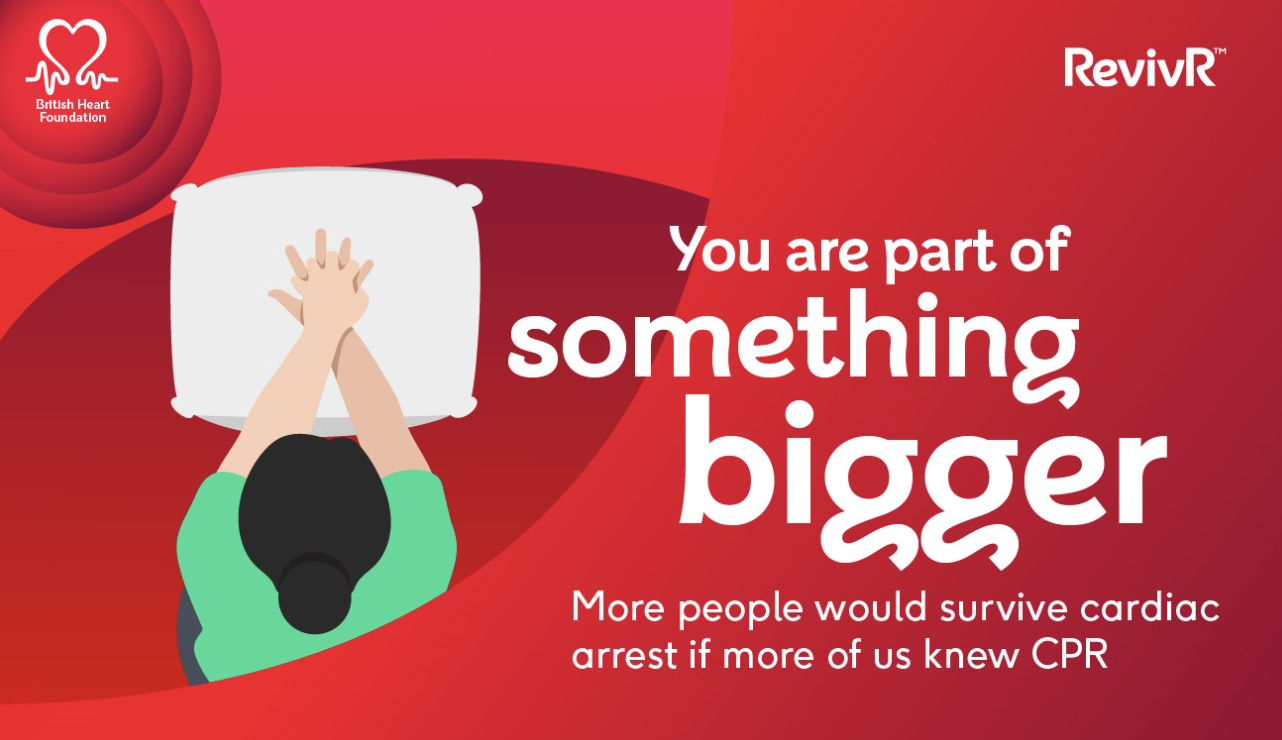 British Heart
Foundation
RevivR™
You are part of
something
bigger
More people would survive cardiac
arrest if more of us knew CPR